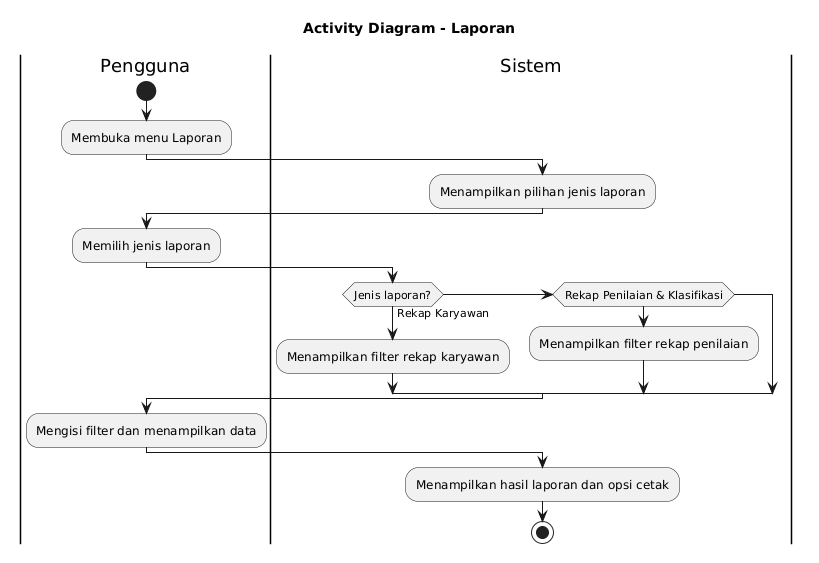 Activity Diagram - Laporan
Pengguna
Sistem
Membuka menu Laporan
Menampilkan pilihan jenis laporan
Memilih jenis laporan
Jenis laporan?
Rekap Penilaian & Klasifikasi
Rekap Karyawan
Menampilkan filter rekap karyawan
Menampilkan filter rekap penilaian
Mengisi filter dan menampilkan data
Menampilkan hasil laporan dan opsi cetak